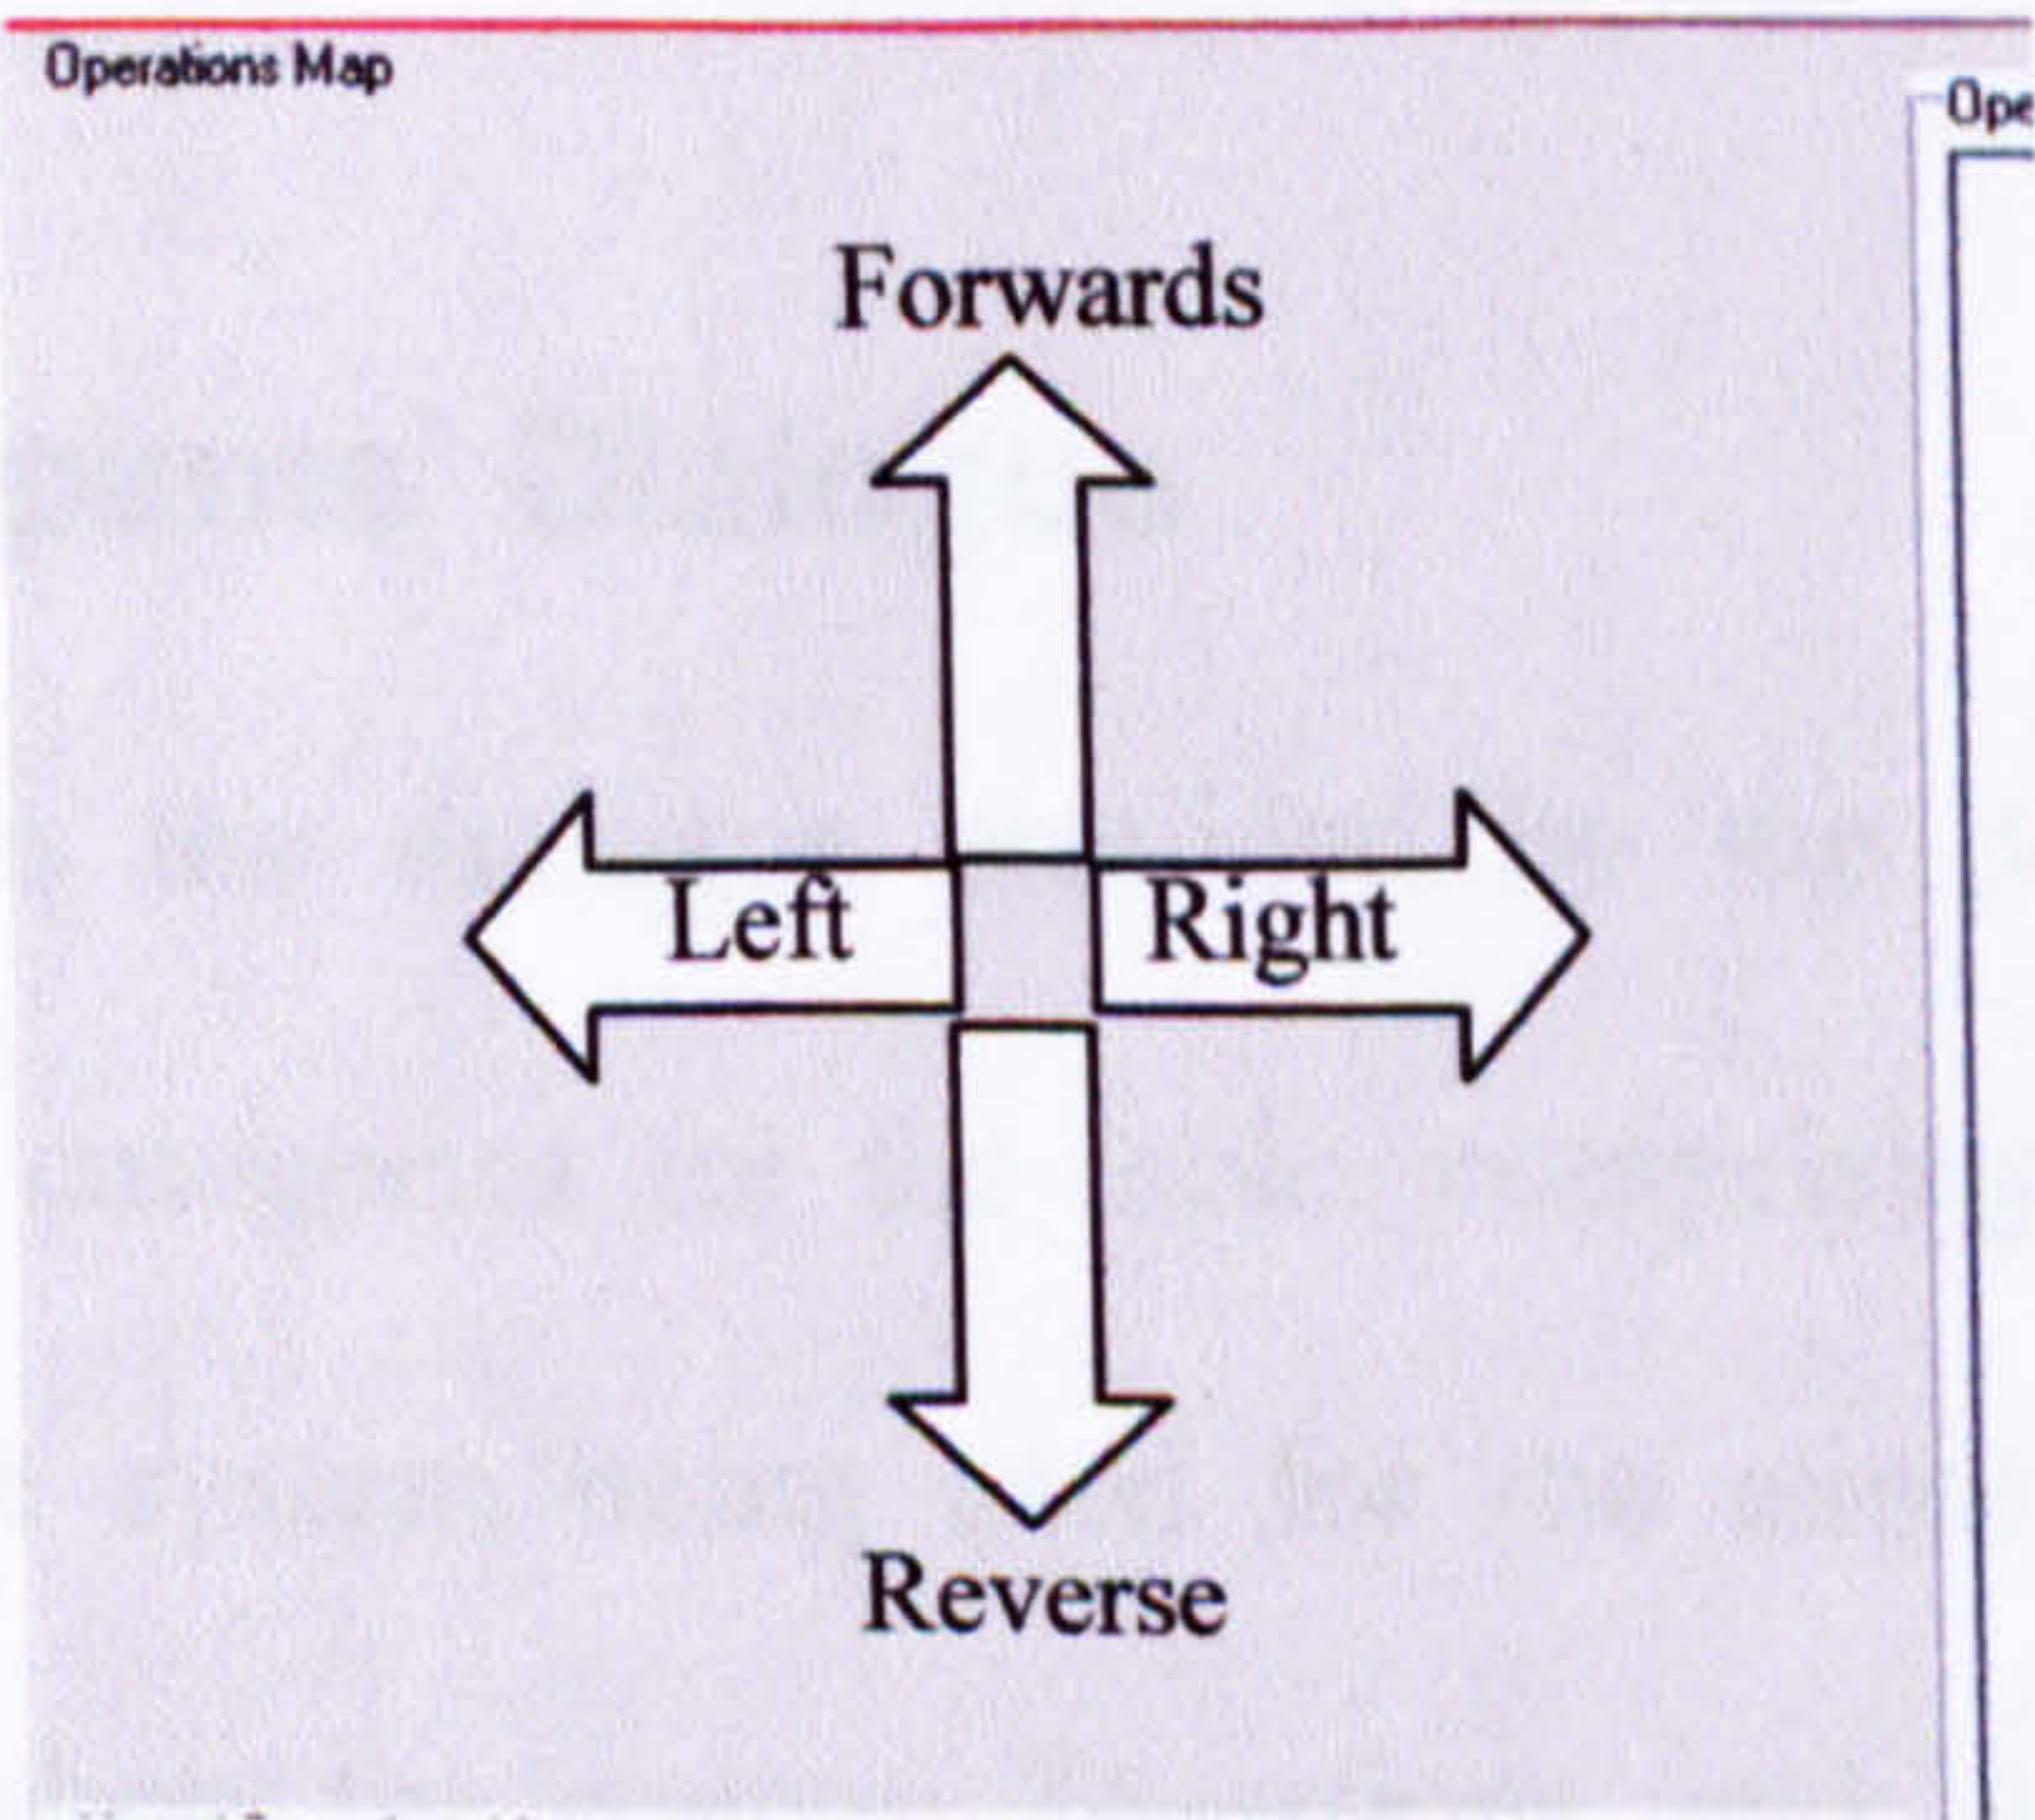 Operations Map
Ope
Forwards
Left Right
Reverse